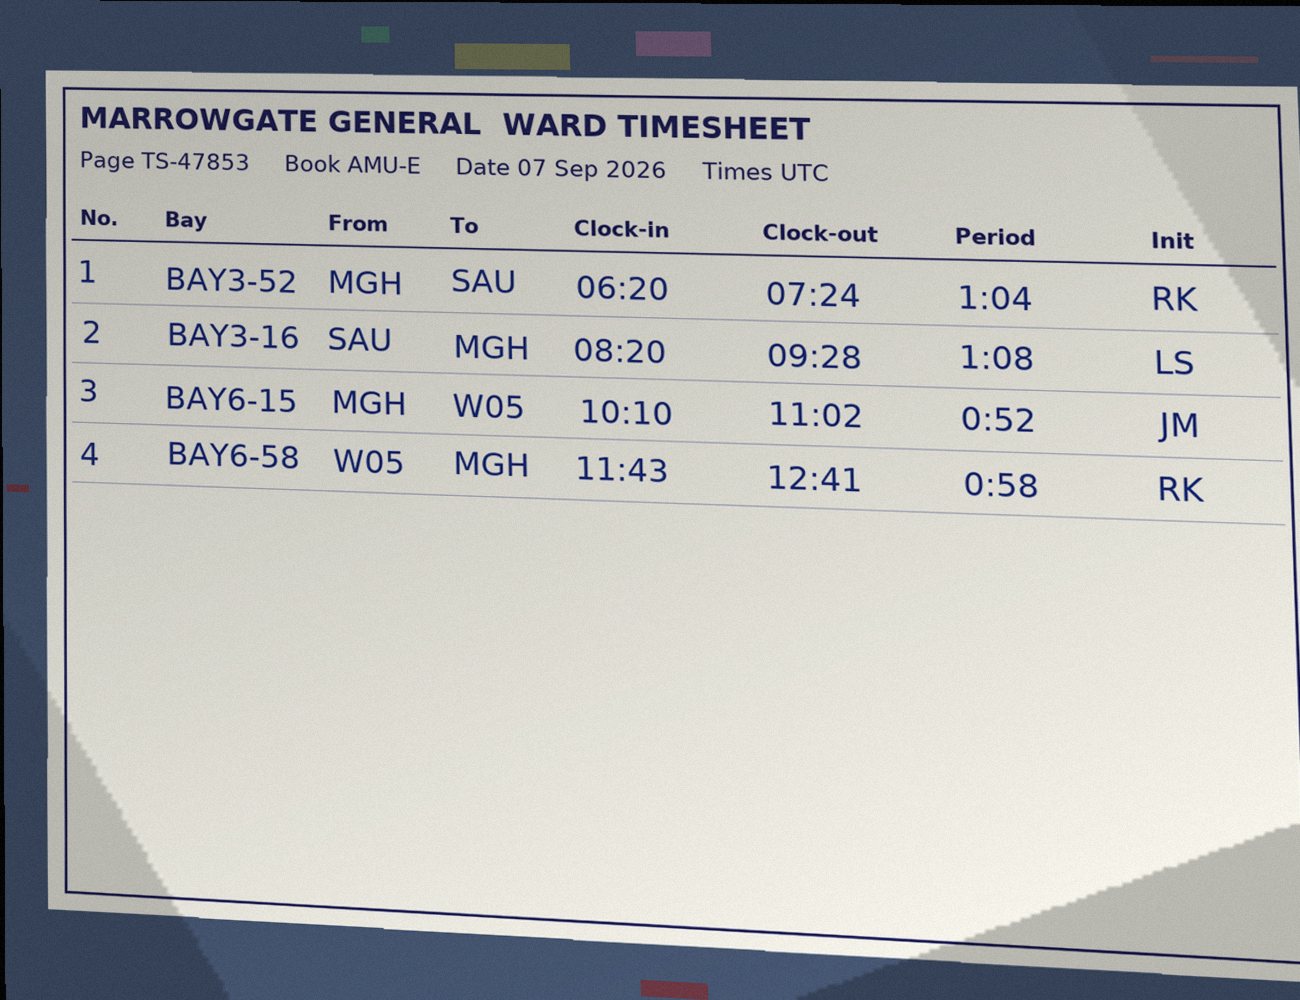 MARROWGATE GENERAL WARD TIMESHEET
Page TS-47853 Book AMU-E Date 07 Sep 2026 Times UTC
No. Bay From To Clock-in Clock-out Period Init
1 BAY3-52 MGH SAU 06:20 07:24 1:04 RK
2 BAY3-16 SAU MGH 08:20 09:28 1:08 LS
3 BAY6-15 MGH W05 10:10 11:02 0:52 JM
4 BAY6-58 W05 MGH 11:43 12:41 0:58 RK